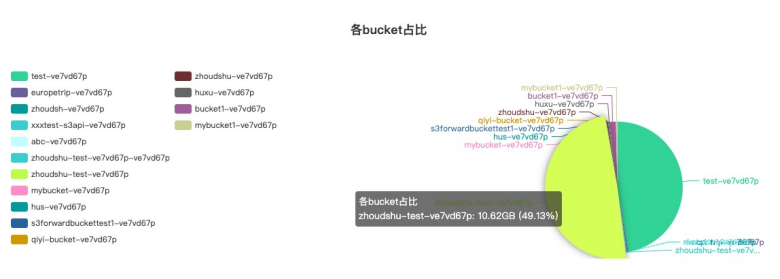 各bucket占比
test-ve7vd67p
europetrip-ve7vd67p
zhoudsh-ve7vd67p
xxxtest-s3api-ve7vd67p
abc-ve7vd67p
zhoudshu-test-ve7vd67p-ve7vd67p
zhoudshu-test-ve7vd67p
mybucket-ve7vd67p
hus-ve7vd67p
s3forwardbuckettest1-ve7vd67p
qiyi-bucket-ve7vd67p
zhoudshu-ve7vd67p
huxu-ve7vd67p
bucket1-ve7vd67p
mybucket1-ve7vd67p
mybucket1-ve7vd67p
bucket1-ve7vd67p
huxu-ve7vd67p
zhoudshu-ve7vd67p
qiyi-bucket-ve7vd67p
s3forwardbuckettest1-ve7vd67p
hus-ve7vd67p
mybucket-ve7vd67p
test-ve7vd67p
各bucket占比
zhoudshu-test-ve7vd67p: 10.62GB (49.13%)
zhoudshu-test-ve7v...